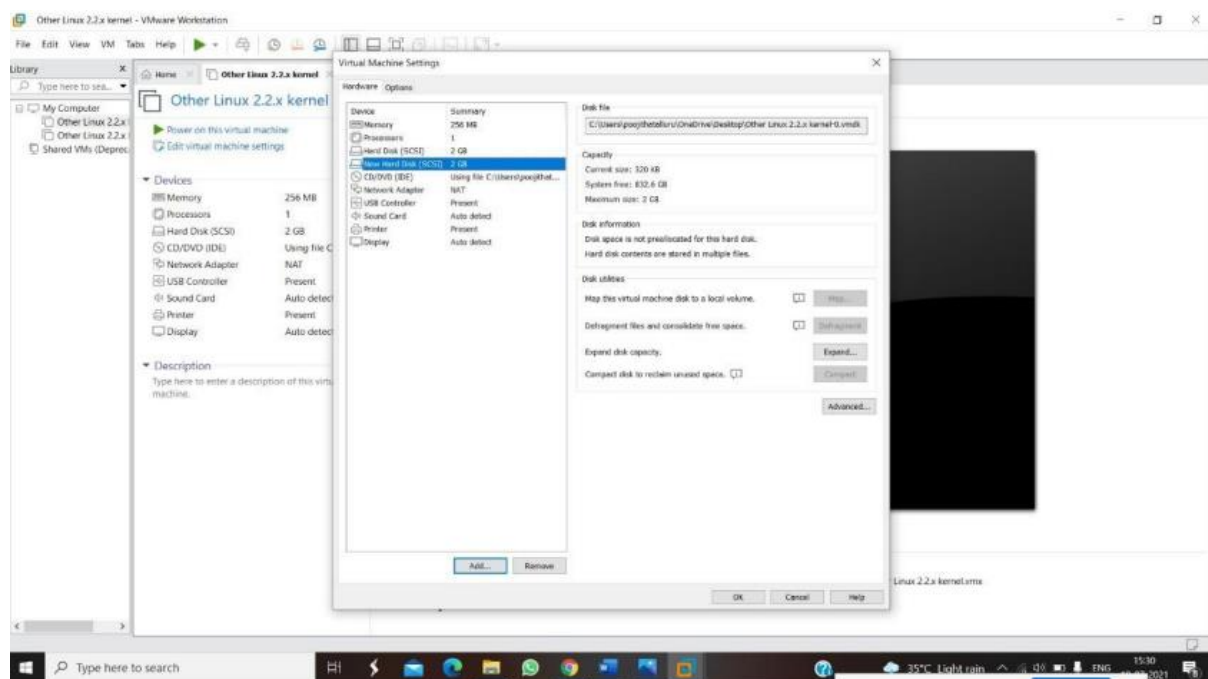 Other Linux 2.2.x kernel - VMware Workstation
File Edit View VM Tabs Help
Library
Type here to sea...
My Computer
Other Linux 2.2.x
Other Linux 2.2.x
Shared VMs (Deprec
Home
Other Linux 2.2.x kernel
Other Linux 2.2.x kernel
Power on this virtual machine
Edit virtual machine settings
Devices
Memory 256 MB
Processors 1
Hard Disk (SCSI) 2 GB
CD/DVD (IDE) Using file C
Network Adapter NAT
USB Controller Present
Sound Card Auto detec
Printer Present
Display Auto detec
Description
Type here to enter a description of this virtu
machine.
Virtual Machine Settings
Hardware Options
Device Summary
Memory 256 MB
Processors 1
Hard Disk (SCSI) 2 GB
New Hard Disk (SCSI) 2 GB
CD/DVD (IDE) Using file C:\Users\poojithet...
Network Adapter NAT
USB Controller Present
Sound Card Auto detect
Printer Present
Display Auto detect
Add... Remove
Disk file
C:\Users\poojithetelluru\OneDrive\Desktop\Other Linux 2.2.x kernel-0.vmdk
Capacity
Current size: 320 KB
System free: 832.6 GB
Maximum size: 2 GB
Disk information
Disk space is not preallocated for this hard disk.
Hard disk contents are stored in multiple files.
Disk utilities
Map this virtual machine disk to a local volume. Map...
Defragment files and consolidate free space. Defragment
Expand disk capacity. Expand...
Compact disk to reclaim unused space. Compact
Advanced...
OK Cancel Help
Linux 2.2.x kernel.vmx
Type here to search
35°C Light rain
ENG
15:30